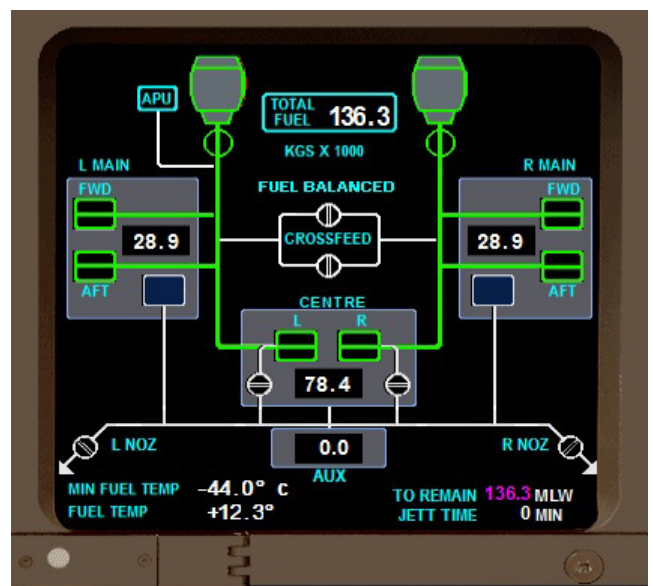 APU
TOTAL FUEL 136.3
KGS X 1000
L MAIN
R MAIN
FWD
FUEL BALANCED
FWD
28.9
CROSSFEED
28.9
AFT
AFT
CENTRE
L R
78.4
L NOZ
0.0
R NOZ
AUX
MIN FUEL TEMP -44.0° c
TO REMAIN 136.3 MLW
FUEL TEMP +12.3°
JETT TIME 0 MIN